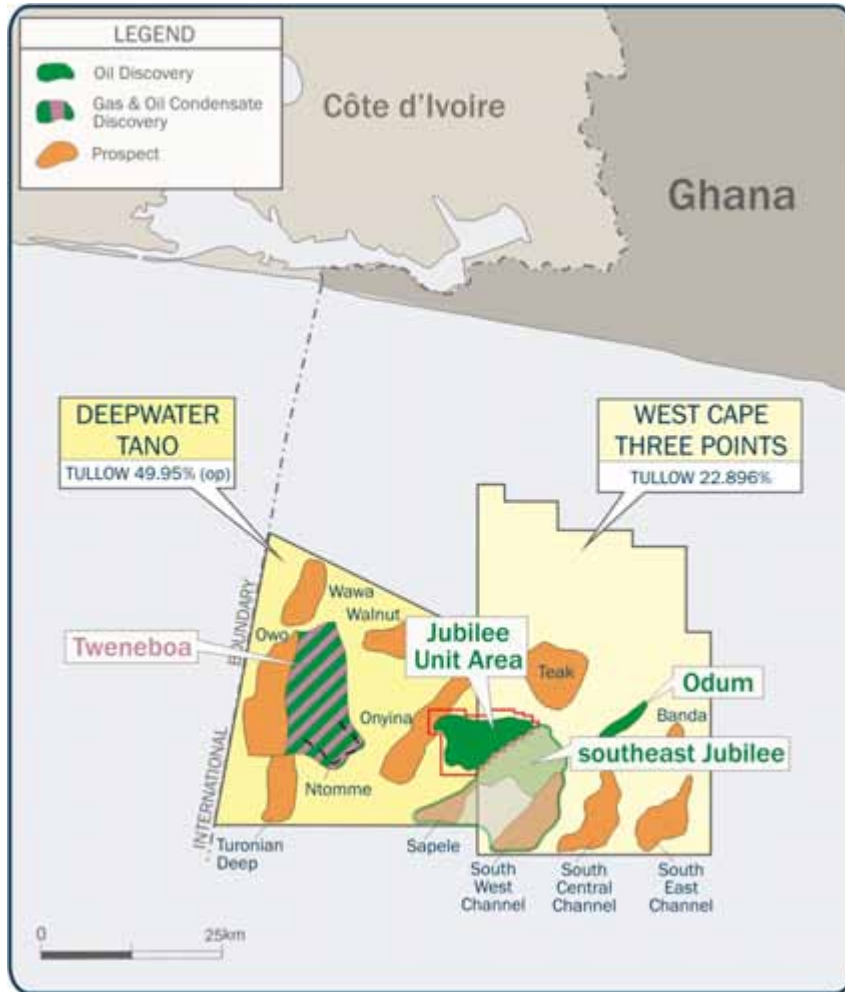 LEGEND
Oil Discovery
Gas & Oil Condensate
Discovery
Prospect
Côte d'Ivoire
Ghana
DEEPWATER
TANO
TULLOW 49.95% (op)
WEST CAPE
THREE POINTS
TULLOW 22.896%
INTERNATIONAL BOUNDARY
Wawa
Walnut
Owo
Tweneboa
Jubilee
Unit Area
Teak
Odum
Banda
Onyina
southeast Jubilee
Ntomme
Turonian
Deep
Sapele
South
West
Channel
South
Central
Channel
South
East
Channel
0
25km